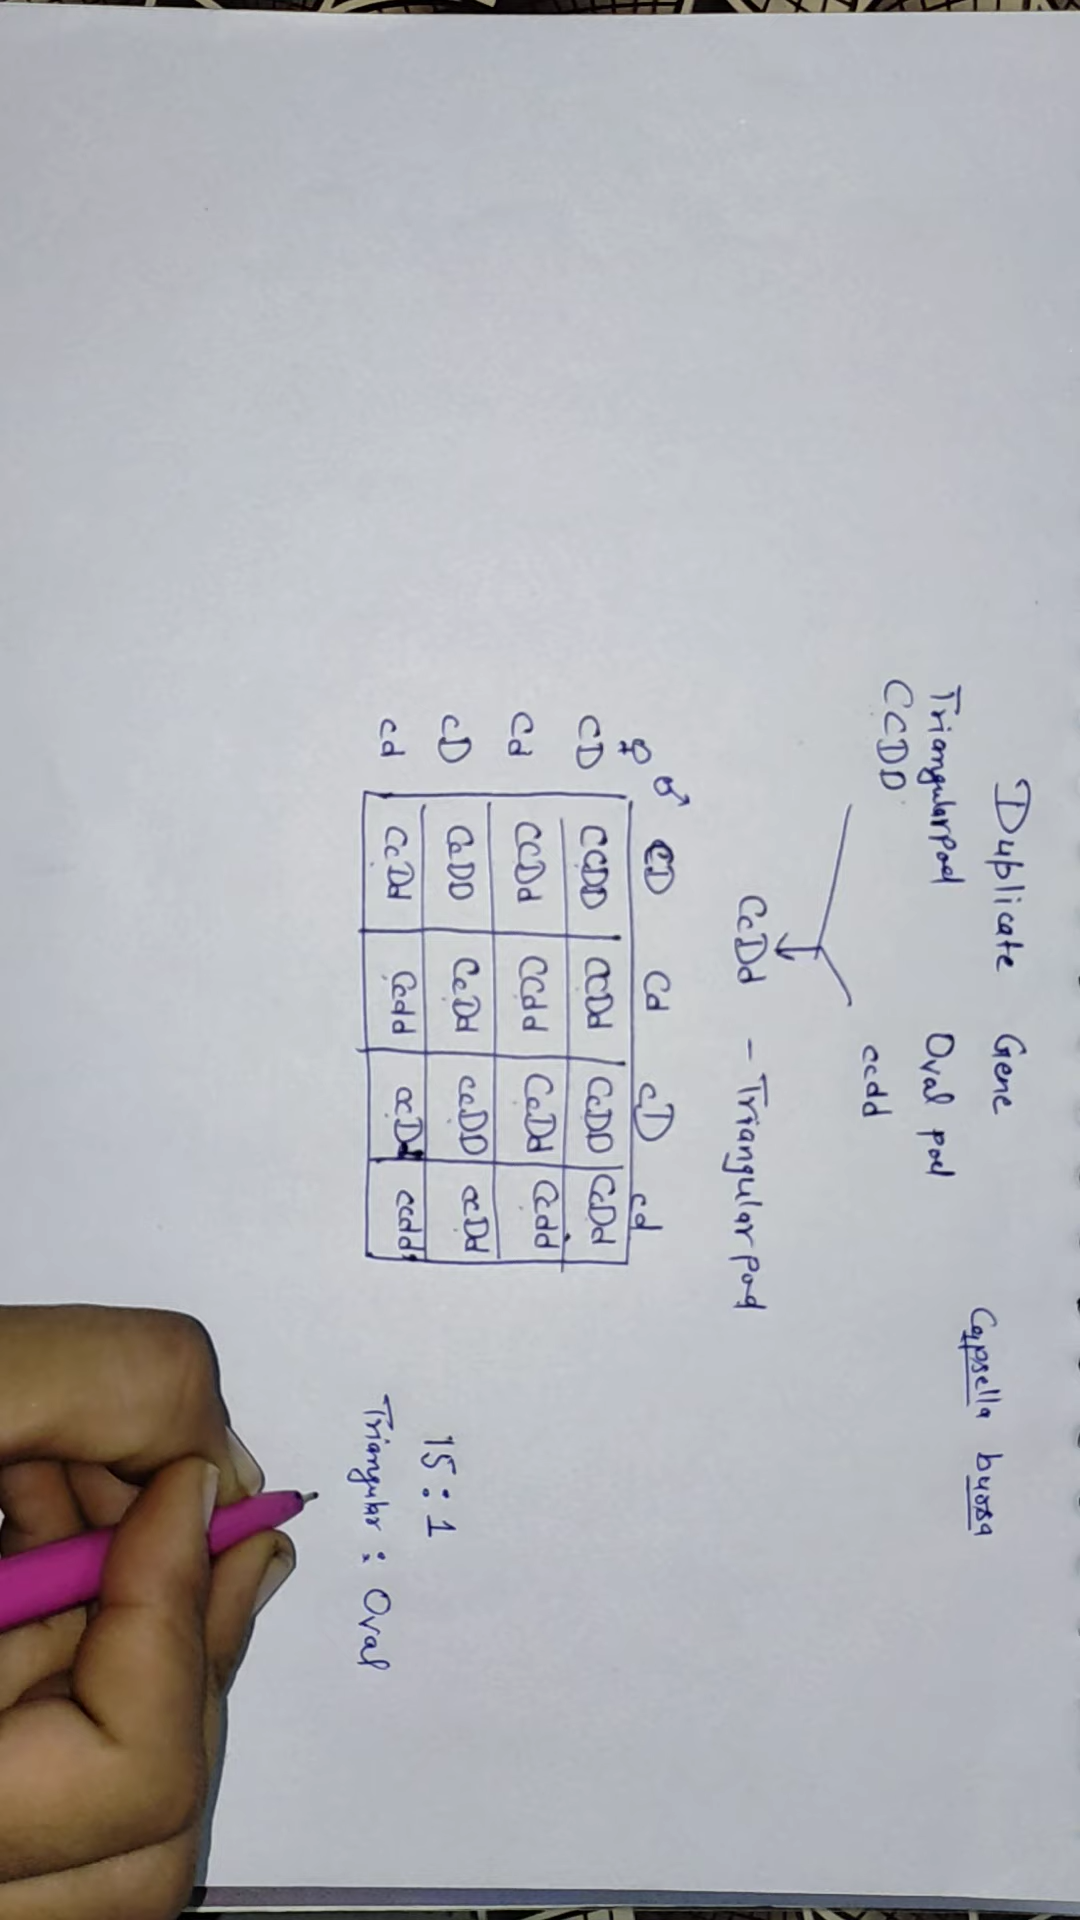 Duplicate Gene Capsella bursa
Triangular pod Oval pod
CCDD ccdd
CcDd - Triangular pod
♂ CD Cd cD cd
♀
CD CCDD CCDd CcDD CcDd
Cd CCDd CCdd CcDd Ccdd
cD CcDD CcDd ccDD ccDd
cd CcDd Ccdd ccDd ccdd
15 : 1
Triangular : Oval